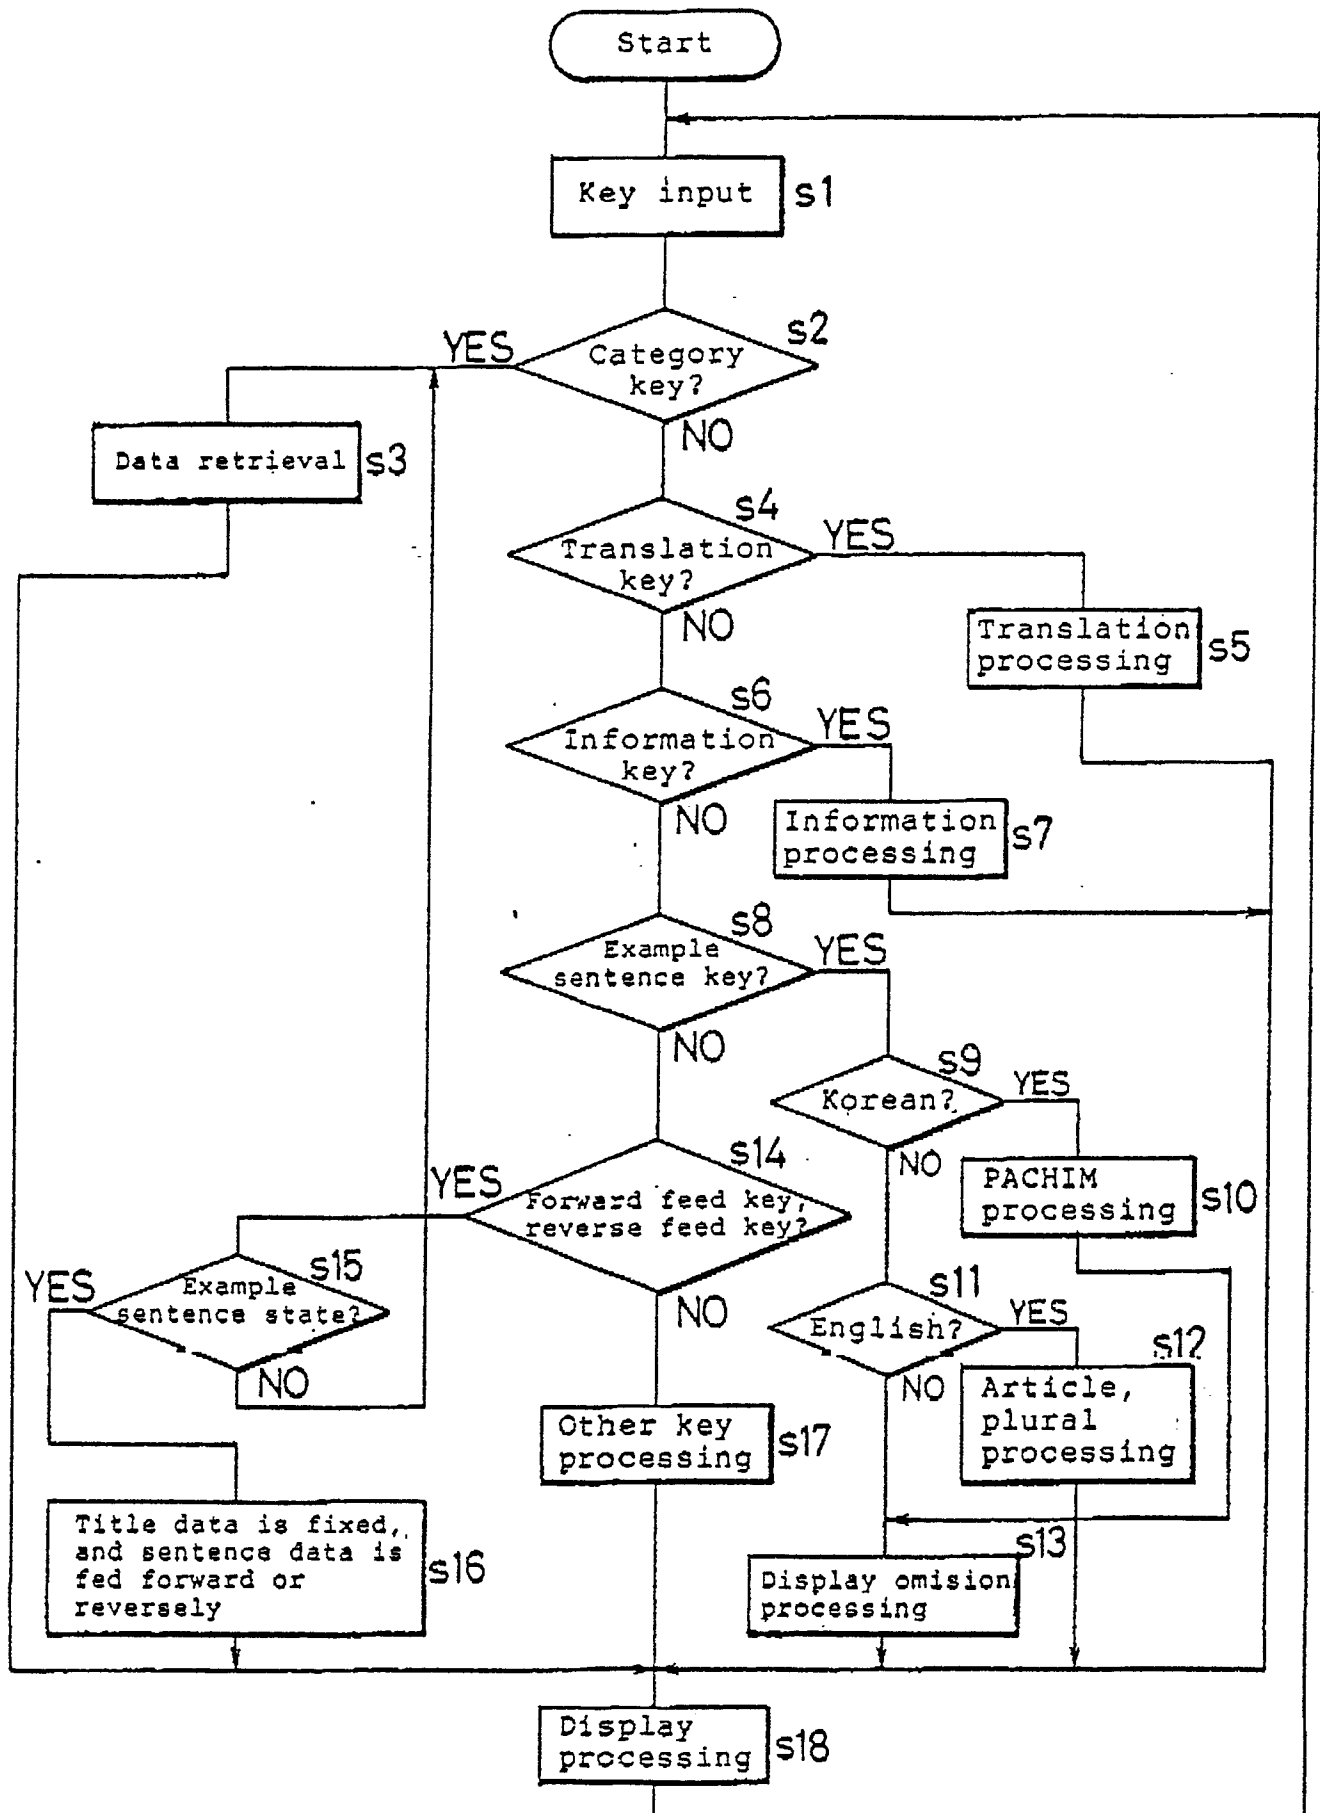 Start
Key input
s1
s2
YES
Category
key?
NO
Data retrieval
s3
s4
YES
Translation
key?
NO
Translation
processing
s5
s6
YES
Information
key?
NO
Information
processing
s7
s8
YES
Example
sentence key?
NO
s9
YES
Korean?
NO
PACHIM
processing
s10
s14
YES
Forward feed key,
reverse feed key?
NO
s15
YES
Example
sentence state?
NO
s11
YES
English?
NO
s12
Article,
plural
processing
Other key
processing
s17
Title data is fixed,
and sentence data is
fed forward or
reversely
s16
s13
Display omision
processing
Display
processing
s18